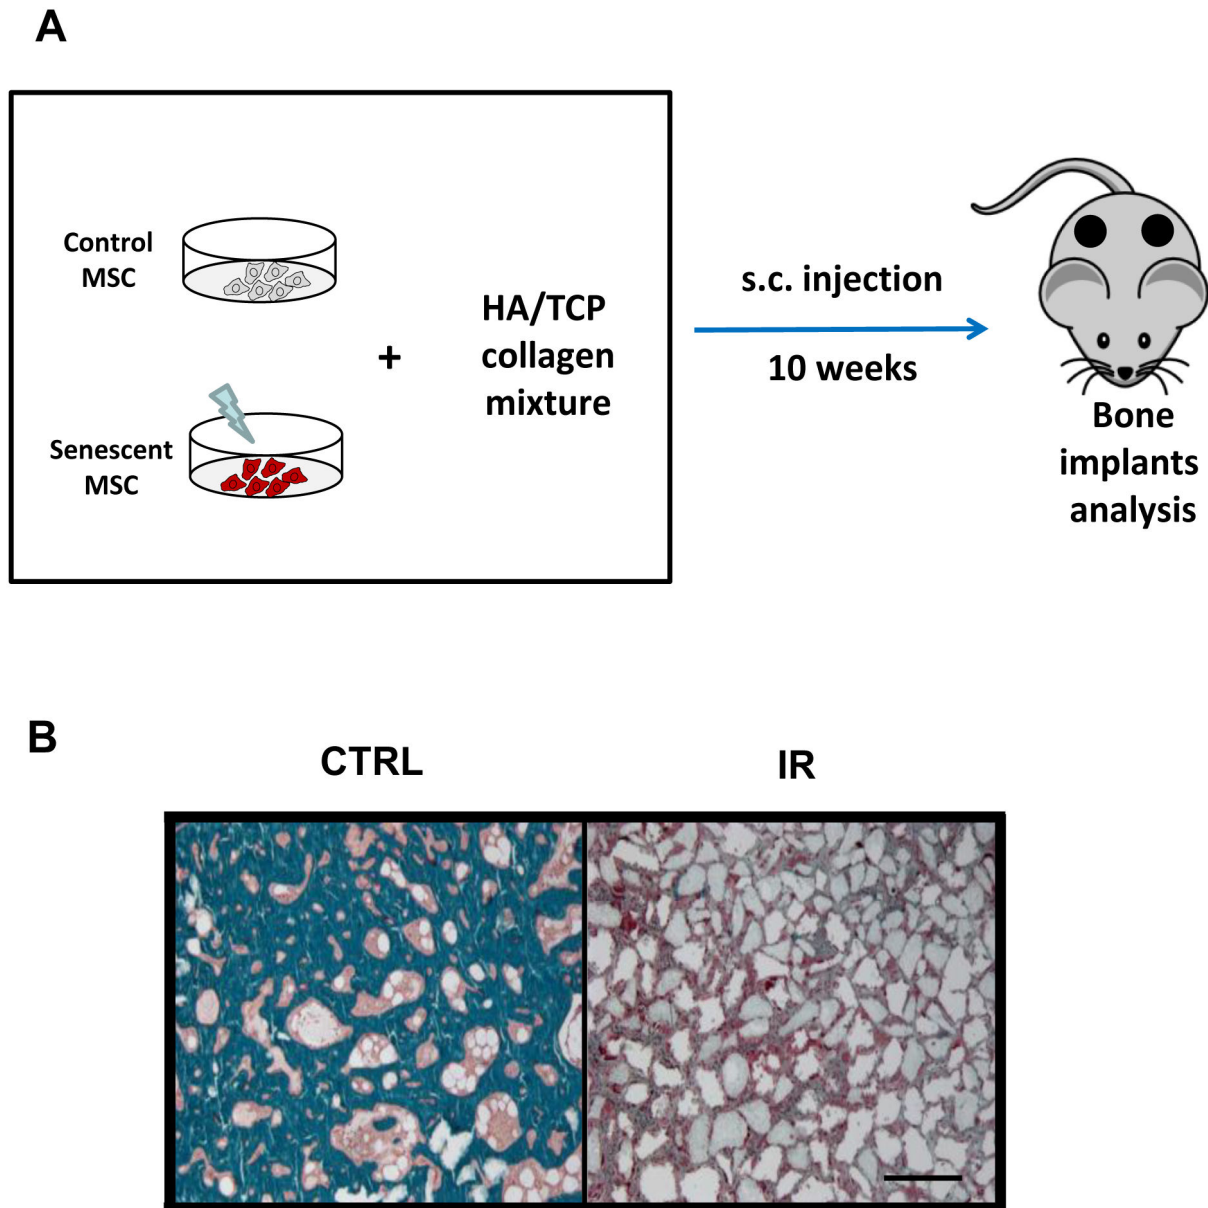 A
Control
MSC
Senescent
MSC
+
HA/TCP
collagen
mixture
s.c. injection
10 weeks
Bone
implants
analysis
B
CTRL
IR